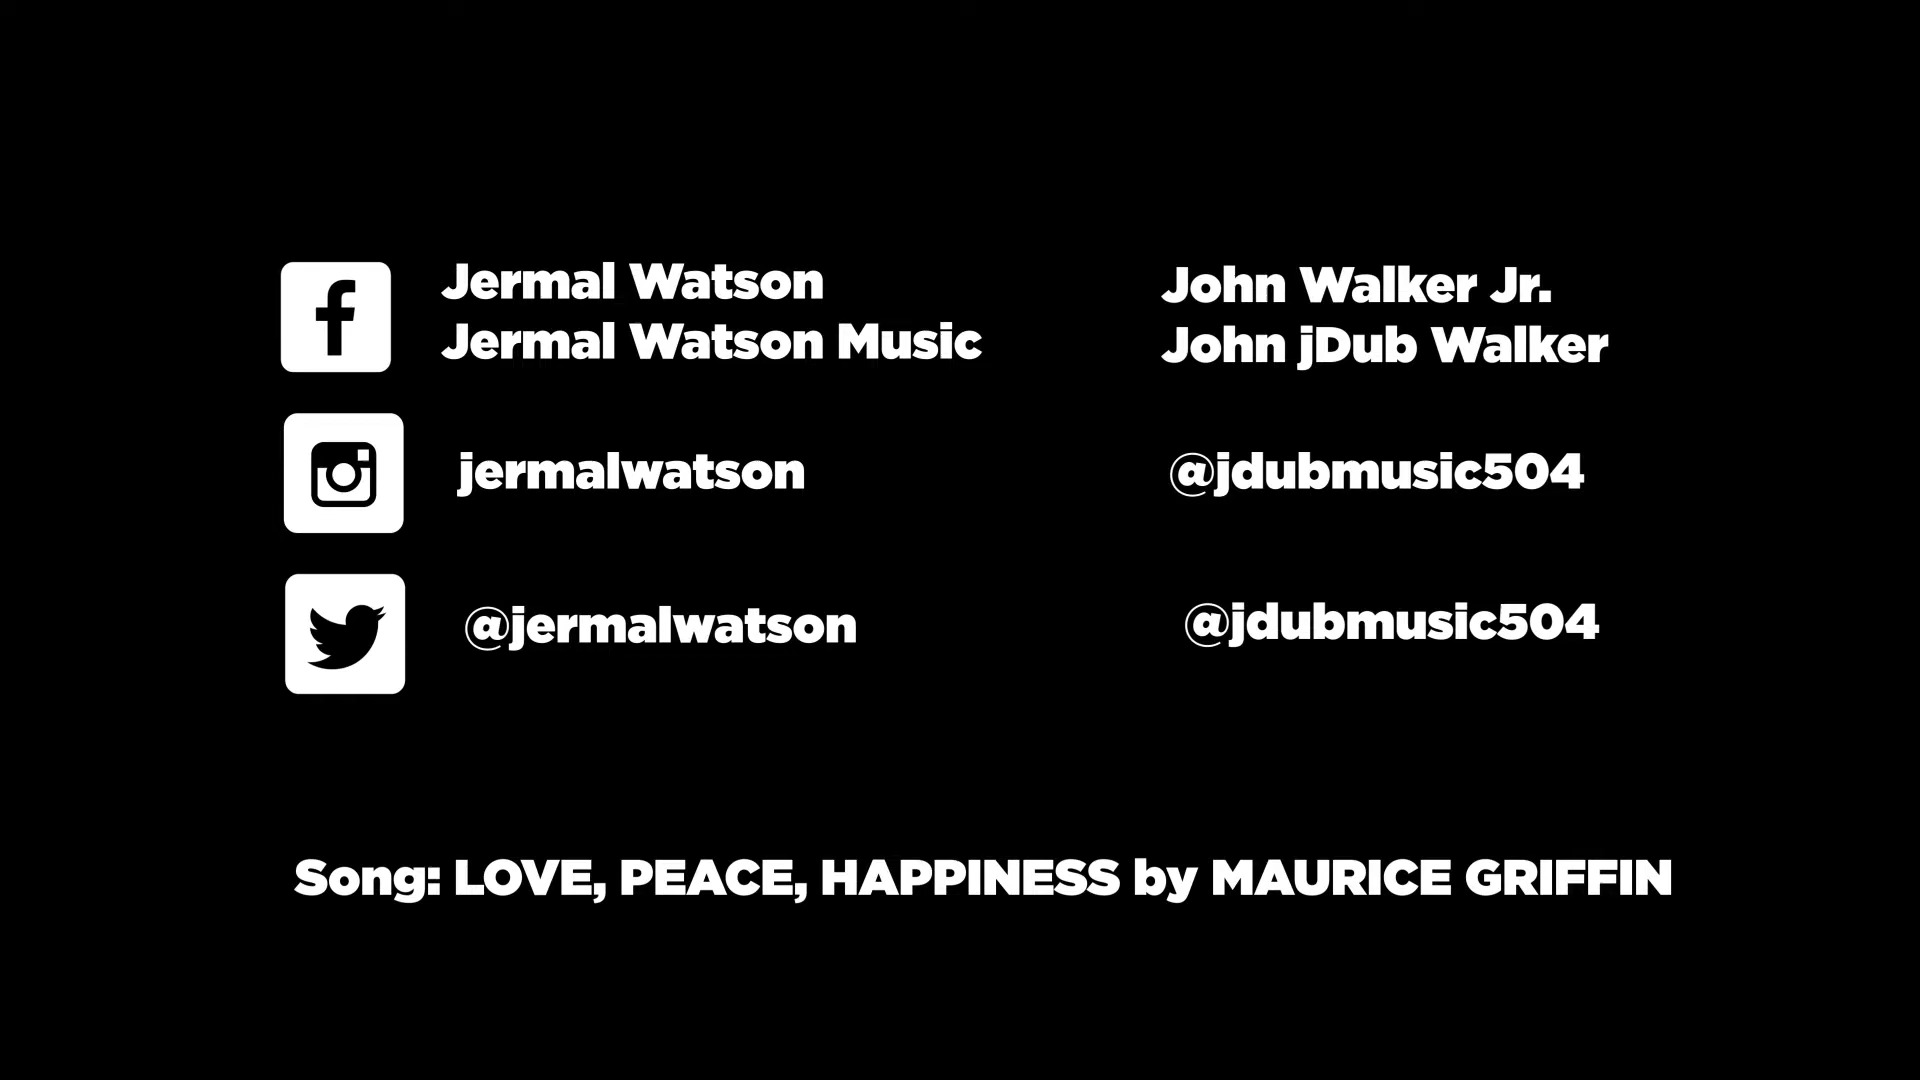 Jermal Watson
Jermal Watson Music
John Walker Jr.
John jDub Walker
jermalwatson
@jdubmusic504
@jermalwatson
@jdubmusic504
Song: LOVE, PEACE, HAPPINESS by MAURICE GRIFFIN